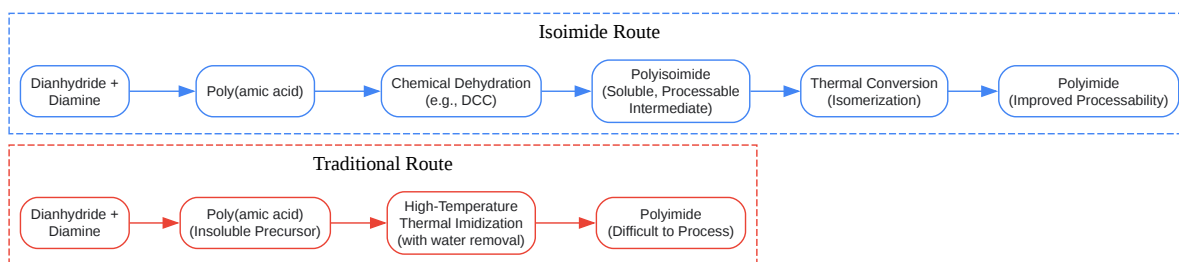 Isoimide Route
Dianhydride +
Diamine
Poly(amic acid)
Chemical Dehydration
(e.g., DCC)
Polyisoimide
(Soluble, Processable
Intermediate)
Thermal Conversion
(Isomerization)
Polyimide
(Improved Processability)
Traditional Route
Dianhydride +
Diamine
Poly(amic acid)
(Insoluble Precursor)
High-Temperature
Thermal Imidization
(with water removal)
Polyimide
(Difficult to Process)